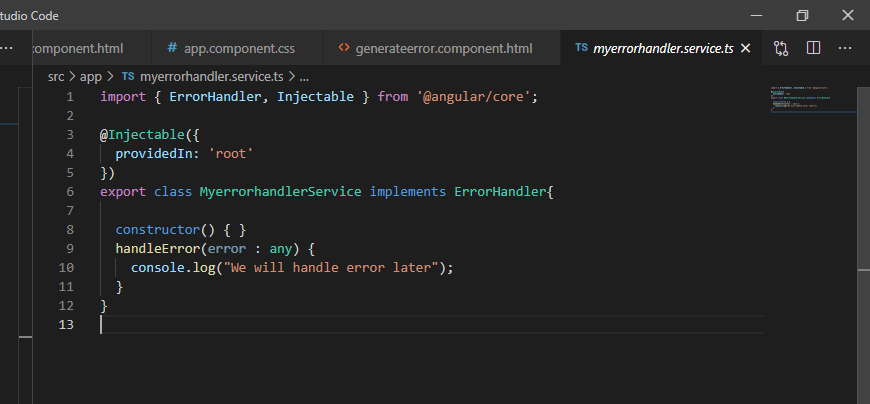 tudio Code
component.html
# app.component.css
<> generateerror.component.html
TS myerrorhandler.service.ts
src > app > TS myerrorhandler.service.ts > ...
1 import { ErrorHandler, Injectable } from '@angular/core';
2
3 @Injectable({
4 providedIn: 'root'
5 })
6 export class MyerrorhandlerService implements ErrorHandler{
7
8 constructor() { }
9 handleError(error : any) {
10 console.log("We will handle error later");
11 }
12 }
13